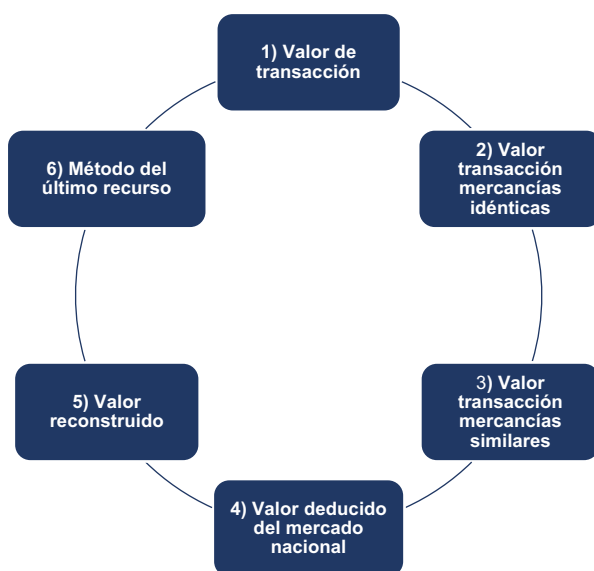 1) Valor de
transacción
2) Valor
transacción
mercancías
idénticas
3) Valor
transacción
mercancías
similares
4) Valor deducido
del mercado
nacional
5) Valor
reconstruido
6) Método del
último recurso